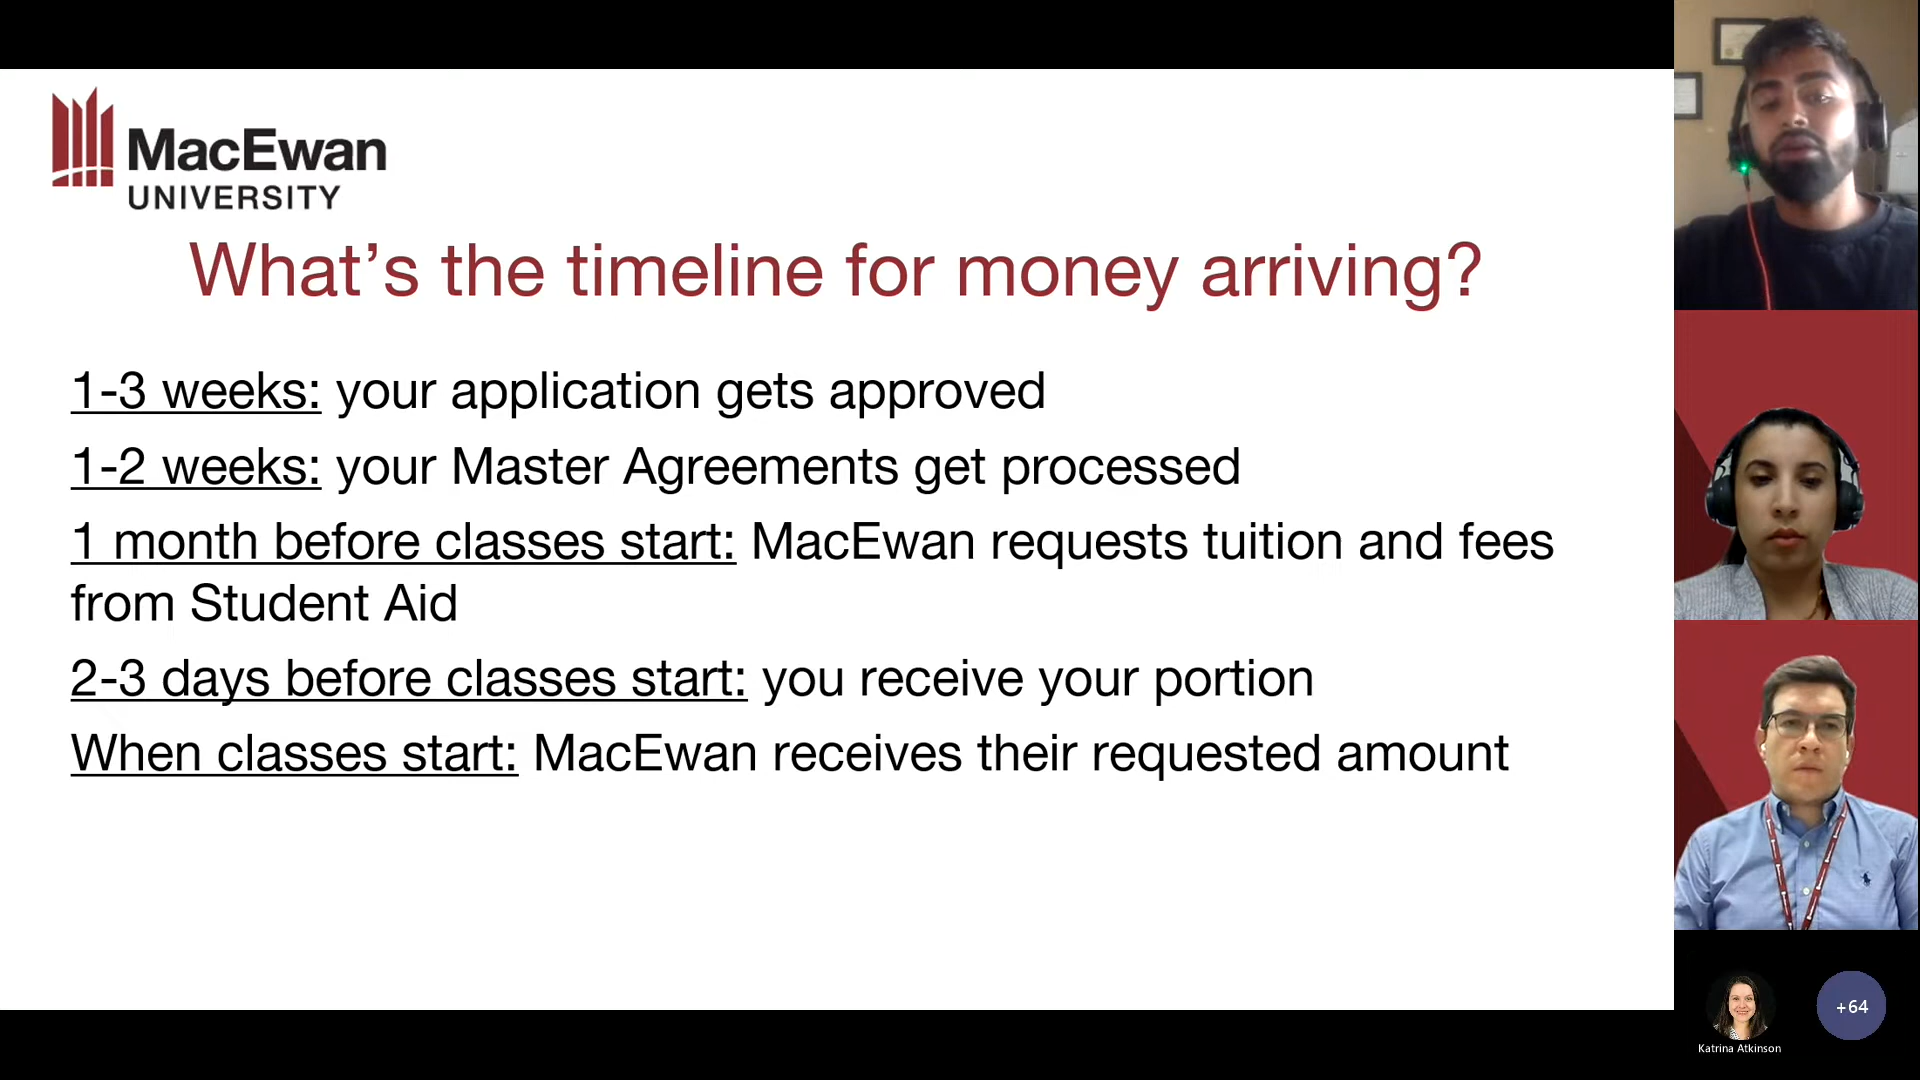 MacEwan
UNIVERSITY
What’s the timeline for money arriving?
1-3 weeks: your application gets approved
1-2 weeks: your Master Agreements get processed
1 month before classes start: MacEwan requests tuition and fees
from Student Aid
2-3 days before classes start: you receive your portion
When classes start: MacEwan receives their requested amount
+64
Katrina Atkinson